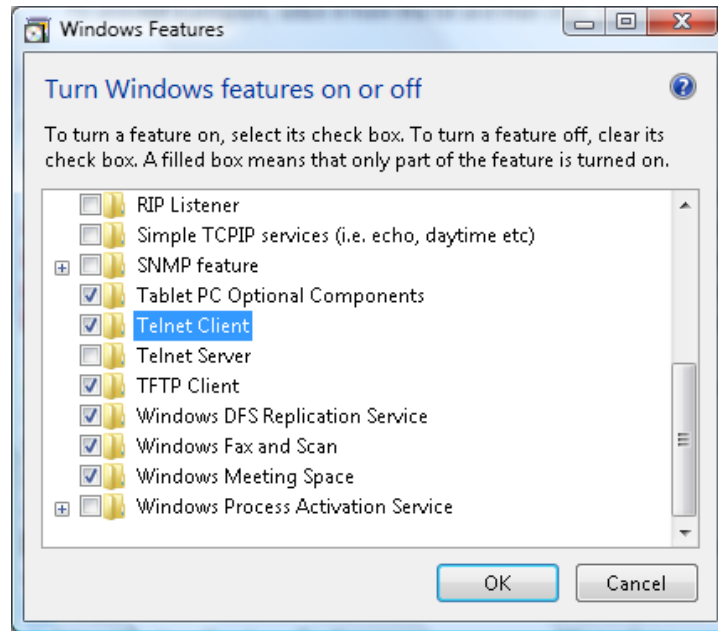 Windows Features
Turn Windows features on or off
To turn a feature on, select its check box. To turn a feature off, clear its
check box. A filled box means that only part of the feature is turned on.
RIP Listener
Simple TCPIP services (i.e. echo, daytime etc)
SNMP feature
Tablet PC Optional Components
Telnet Client
Telnet Server
TFTP Client
Windows DFS Replication Service
Windows Fax and Scan
Windows Meeting Space
Windows Process Activation Service
OK Cancel